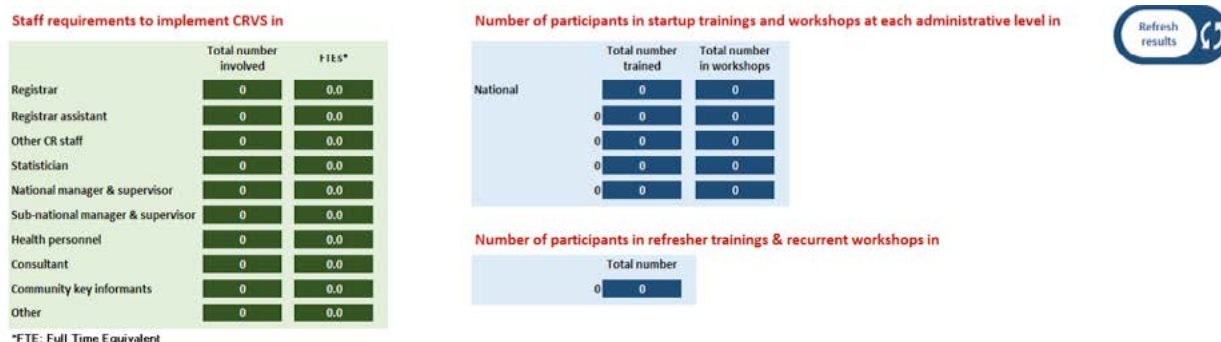 Staff requirements to implement CRVS in
Total number involved FTEs*
Registrar 0 0.0
Registrar assistant 0 0.0
Other CR staff 0 0.0
Statistician 0 0.0
National manager & supervisor 0 0.0
Sub-national manager & supervisor 0 0.0
Health personnel 0 0.0
Consultant 0 0.0
Community key informants 0 0.0
Other 0 0.0
*FTE: Full Time Equivalent
Number of participants in startup trainings and workshops at each administrative level in
Total number trained Total number in workshops
National 0 0
0 0 0
0 0 0
0 0 0
0 0 0
Number of participants in refresher trainings & recurrent workshops in
Total number
0 0
Refresh
results